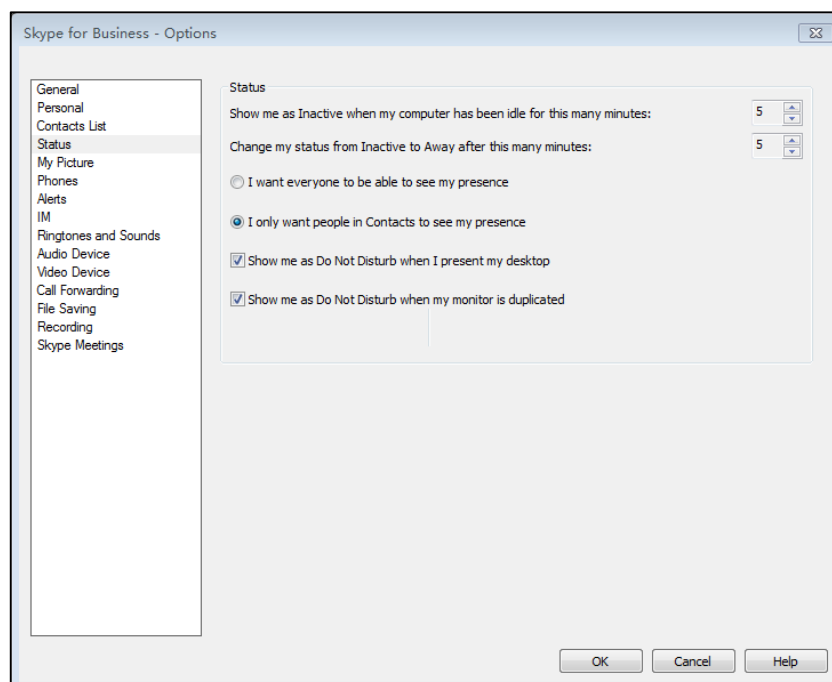 Skype for Business - Options
General
Personal
Contacts List
Status
My Picture
Phones
Alerts
IM
Ringtones and Sounds
Audio Device
Video Device
Call Forwarding
File Saving
Recording
Skype Meetings
Status
Show me as Inactive when my computer has been idle for this many minutes: 5
Change my status from Inactive to Away after this many minutes: 5
I want everyone to be able to see my presence
I only want people in Contacts to see my presence
Show me as Do Not Disturb when I present my desktop
Show me as Do Not Disturb when my monitor is duplicated
OK Cancel Help